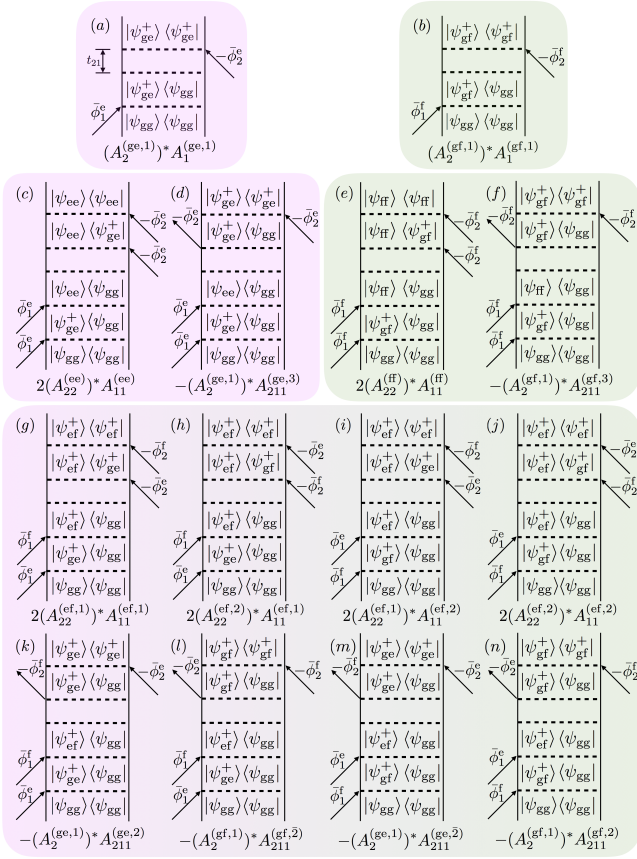 (a)
|ψ_ge^+⟩ ⟨ψ_ge^+|
−φ̄_2^e
t_21
|ψ_ge^+⟩ ⟨ψ_gg|
φ̄_1^e
|ψ_gg⟩ ⟨ψ_gg|
(A_2^(ge,1))*A_1^(ge,1)
(b)
|ψ_gf^+⟩ ⟨ψ_gf^+|
−φ̄_2^f
|ψ_gf^+⟩ ⟨ψ_gg|
φ̄_1^f
|ψ_gg⟩ ⟨ψ_gg|
(A_2^(gf,1))*A_1^(gf,1)
(c)
|ψ_ee⟩⟨ψ_ee|
−φ̄_2^e
|ψ_ee⟩⟨ψ_ge^+|
−φ̄_2^e
|ψ_ee⟩⟨ψ_gg|
φ̄_1^e
|ψ_ge^+⟩⟨ψ_gg|
φ̄_1^e
|ψ_gg⟩⟨ψ_gg|
2(A_22^(ee))*A_11^(ee)
(d)
|ψ_ge^+⟩⟨ψ_ge^+|
−φ̄_2^e
−φ̄_2^e
|ψ_ge^+⟩⟨ψ_gg|
|ψ_ee⟩⟨ψ_gg|
φ̄_1^e
|ψ_ge^+⟩⟨ψ_gg|
φ̄_1^e
|ψ_gg⟩⟨ψ_gg|
−(A_2^(ge,1))*A_211^(ge,3)
(e)
|ψ_ff⟩ ⟨ψ_ff|
−φ̄_2^f
|ψ_ff⟩ ⟨ψ_gf^+|
−φ̄_2^f
|ψ_ff⟩ ⟨ψ_gg|
φ̄_1^f
|ψ_gf^+⟩ ⟨ψ_gg|
φ̄_1^f
|ψ_gg⟩⟨ψ_gg|
2(A_22^(ff))*A_11^(ff)
(f)
|ψ_gf^+⟩⟨ψ_gf^+|
−φ̄_2^f
−φ̄_2^f
|ψ_gf^+⟩⟨ψ_gg|
|ψ_ff⟩ ⟨ψ_gg|
φ̄_1^f
|ψ_gf^+⟩⟨ψ_gg|
φ̄_1^f
|ψ_gg⟩⟨ψ_gg|
−(A_2^(gf,1))*A_211^(gf,3)
(g)
|ψ_ef^+⟩⟨ψ_ef^+|
−φ̄_2^f
|ψ_ef^+⟩⟨ψ_ge^+|
−φ̄_2^e
|ψ_ef^+⟩⟨ψ_gg|
φ̄_1^f
|ψ_ge^+⟩⟨ψ_gg|
φ̄_1^e
|ψ_gg⟩⟨ψ_gg|
2(A_22^(ef,1))*A_11^(ef,1)
(h)
|ψ_ef^+⟩⟨ψ_ef^+|
−φ̄_2^e
|ψ_ef^+⟩⟨ψ_gf^+|
−φ̄_2^f
|ψ_ef^+⟩⟨ψ_gg|
φ̄_1^f
|ψ_ge^+⟩⟨ψ_gg|
φ̄_1^e
|ψ_gg⟩⟨ψ_gg|
2(A_22^(ef,2))*A_11^(ef,1)
(i)
|ψ_ef^+⟩⟨ψ_ef^+|
−φ̄_2^f
|ψ_ef^+⟩⟨ψ_ge^+|
−φ̄_2^e
|ψ_ef^+⟩⟨ψ_gg|
φ̄_1^e
|ψ_gf^+⟩⟨ψ_gg|
φ̄_1^f
|ψ_gg⟩⟨ψ_gg|
2(A_22^(ef,1))*A_11^(ef,2)
(j)
|ψ_ef^+⟩⟨ψ_ef^+|
−φ̄_2^e
|ψ_ef^+⟩⟨ψ_gf^+|
−φ̄_2^f
|ψ_ef^+⟩⟨ψ_gg|
φ̄_1^e
|ψ_gf^+⟩⟨ψ_gg|
φ̄_1^f
|ψ_gg⟩⟨ψ_gg|
2(A_22^(ef,2))*A_11^(ef,2)
(k)
|ψ_ge^+⟩⟨ψ_ge^+|
−φ̄_2^f
−φ̄_2^e
|ψ_ge^+⟩⟨ψ_gg|
|ψ_ef^+⟩⟨ψ_gg|
φ̄_1^f
|ψ_ge^+⟩⟨ψ_gg|
φ̄_1^e
|ψ_gg⟩⟨ψ_gg|
−(A_2^(ge,1))*A_211^(ge,2)
(l)
|ψ_gf^+⟩⟨ψ_gf^+|
−φ̄_2^e
−φ̄_2^f
|ψ_gf^+⟩⟨ψ_gg|
|ψ_ef^+⟩⟨ψ_gg|
φ̄_1^f
|ψ_ge^+⟩⟨ψ_gg|
φ̄_1^e
|ψ_gg⟩⟨ψ_gg|
−(A_2^(gf,1))*A_211^(gf,2̄)
(m)
|ψ_ge^+⟩⟨ψ_ge^+|
−φ̄_2^f
−φ̄_2^e
|ψ_ge^+⟩⟨ψ_gg|
|ψ_ef^+⟩⟨ψ_gg|
φ̄_1^e
|ψ_gf^+⟩⟨ψ_gg|
φ̄_1^f
|ψ_gg⟩⟨ψ_gg|
−(A_2^(ge,1))*A_211^(ge,2̄)
(n)
|ψ_gf^+⟩⟨ψ_gf^+|
−φ̄_2^e
−φ̄_2^f
|ψ_gf^+⟩⟨ψ_gg|
|ψ_ef^+⟩⟨ψ_gg|
φ̄_1^e
|ψ_gf^+⟩⟨ψ_gg|
φ̄_1^f
|ψ_gg⟩⟨ψ_gg|
−(A_2^(gf,1))*A_211^(gf,2)